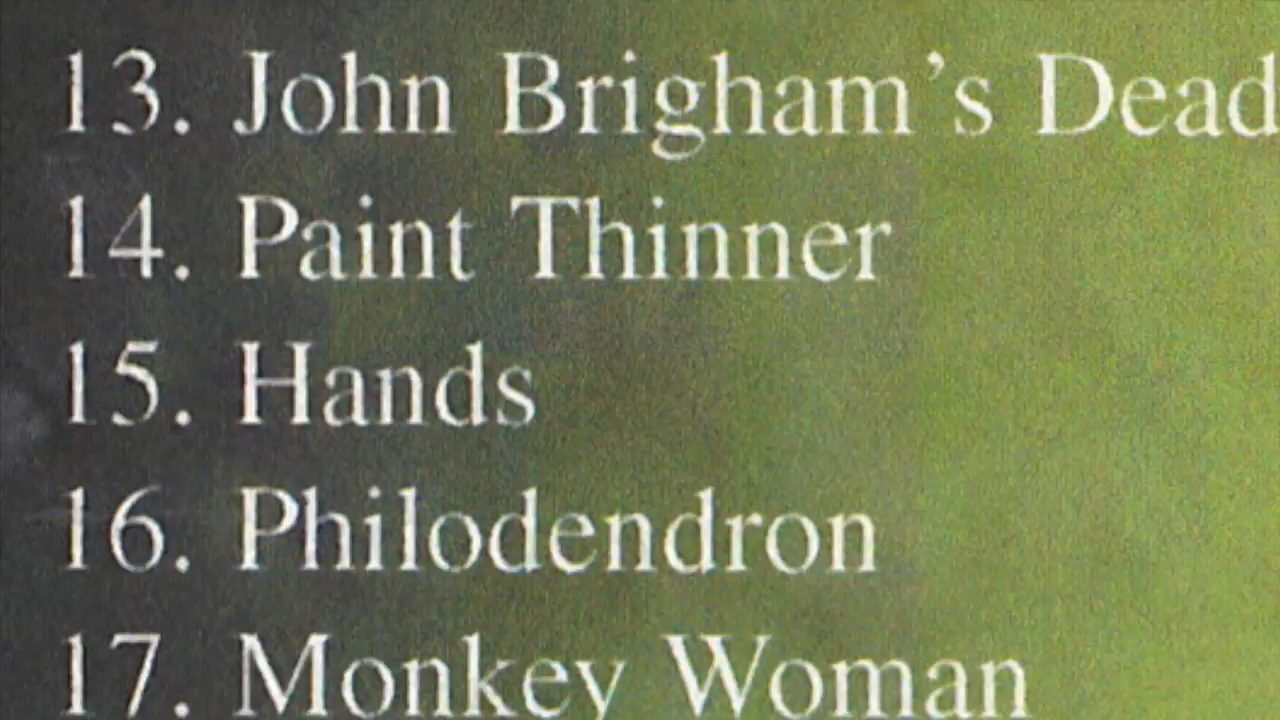 13. John Brigham's Dead
14. Paint Thinner
15. Hands
16. Philodendron
17. Monkey Woman